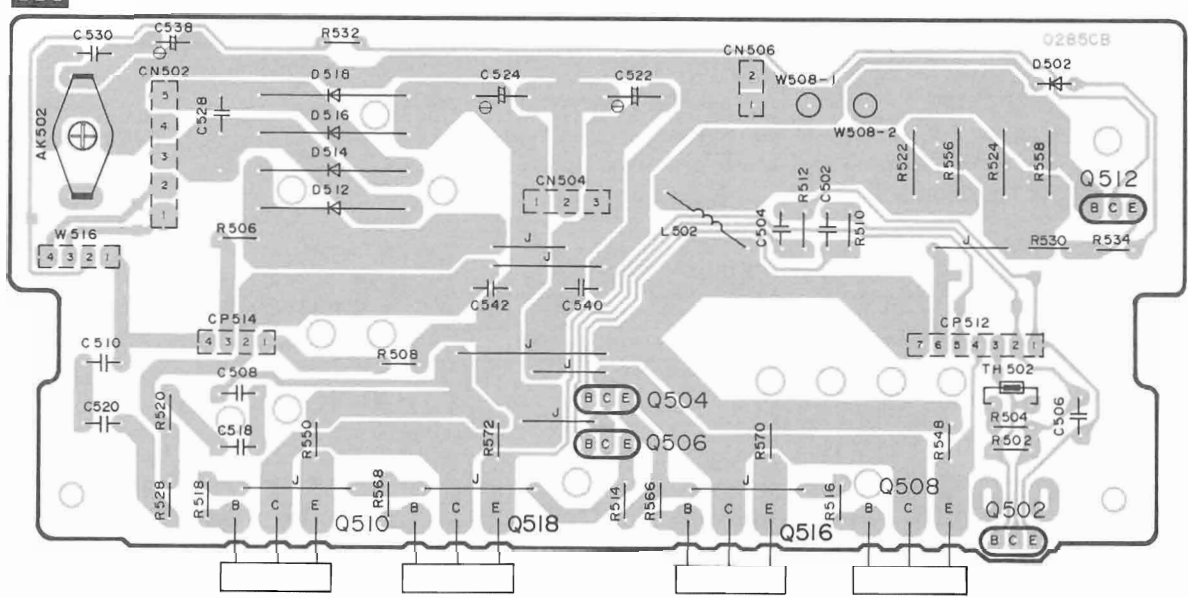 C530
C538
R532
0285CB
CN506
D502
CN502
D518
C524
C522
2
W508-1
5
1
AK502
C528
4
D516
W508-2
3
D514
R522
R556
R524
R558
2
D512
CN504
Q512
1
1 2 3
L502
C504
R512
C502
R510
B C E
W516
R506
J
J
R530
R534
4 3 2 1
J
C542
C540
CP514
CP512
4 3 2 1
7 6 5 4 3 2 1
C510
R508
J
J
TH502
C508
B C E
Q504
R520
C520
R504
C506
C518
R550
R572
J
B C E
Q506
R570
R548
R502
R528
R518
J
R568
J
R514
R566
J
R516
Q508
B C E
Q510
B C E
Q518
B C E
Q516
B C E
Q502
B C E